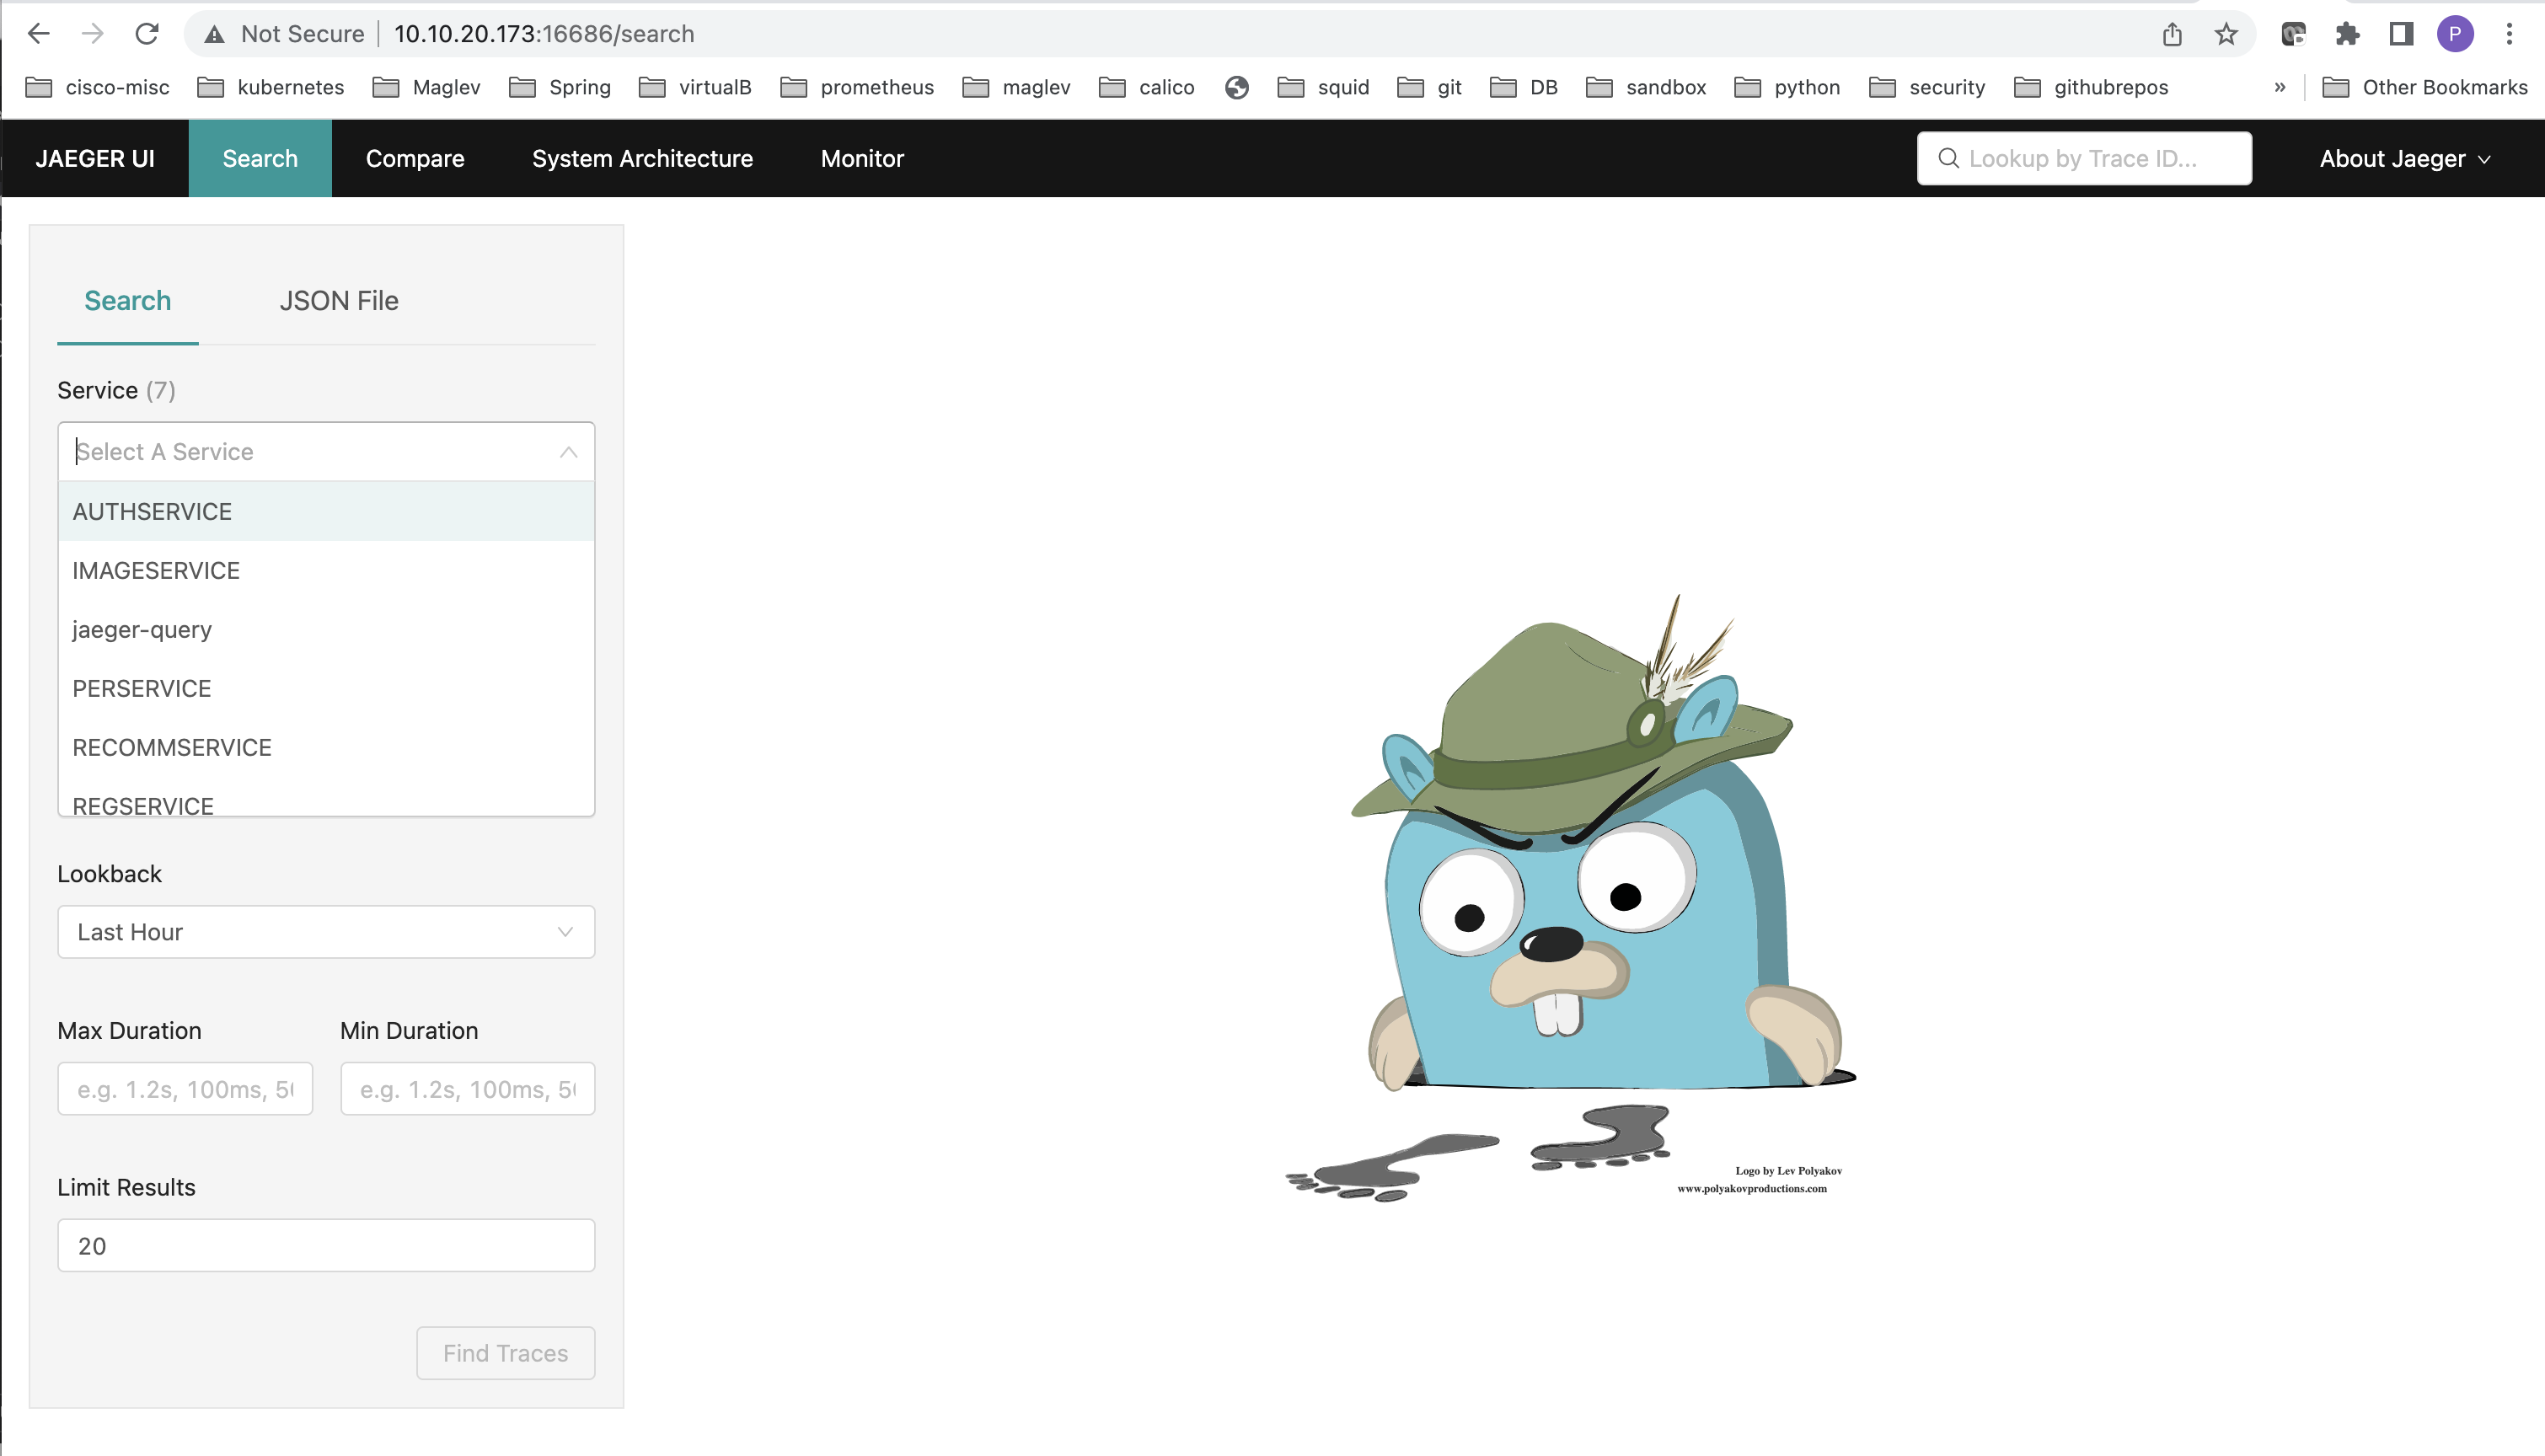 Not Secure 10.10.20.173:16686/search P
cisco-misc kubernetes Maglev Spring virtualB prometheus maglev calico squid git DB sandbox python security githubrepos » Other Bookmarks
JAEGER UI Search Compare System Architecture Monitor Lookup by Trace ID... About Jaeger
Search JSON File
Service (7)
Select A Service
AUTHSERVICE
IMAGESERVICE
jaeger-query
PERSERVICE
RECOMMSERVICE
REGSERVICE
Lookback
Last Hour
Max Duration Min Duration
e.g. 1.2s, 100ms, 50 e.g. 1.2s, 100ms, 50
Limit Results
20
Find Traces
Logo by Lev Polyakov
www.polyakovproductions.com